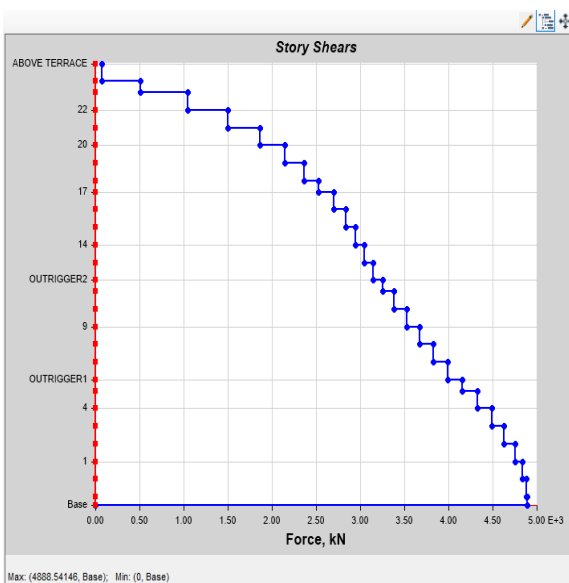 Story Shears
ABOVE TERRACE
22
20
17
14
OUTRIGGER2
9
OUTRIGGER1
4
1
Base
0.00 0.50 1.00 1.50 2.00 2.50 3.00 3.50 4.00 4.50 5.00 E+3
Force, kN
Max: (4888.54146, Base); Min: (0, Base)